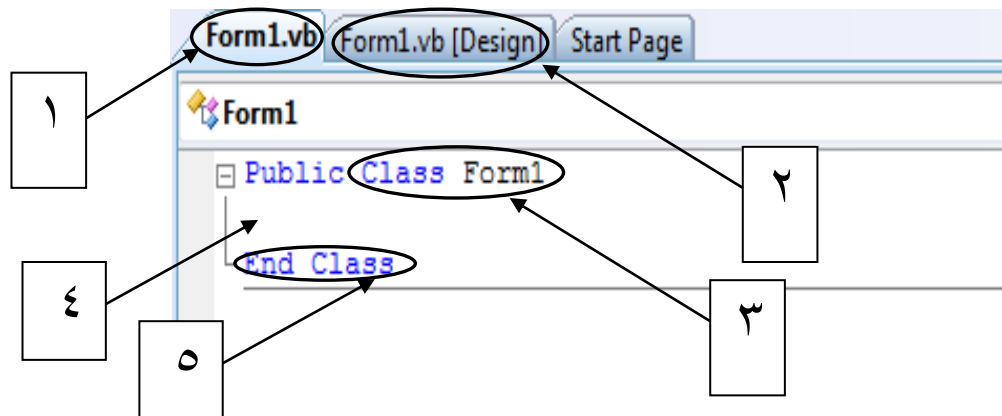 Form1.vb Form1.vb [Design] Start Page
١
Form1
Public Class Form1
٢
End Class
٤
٣
٥